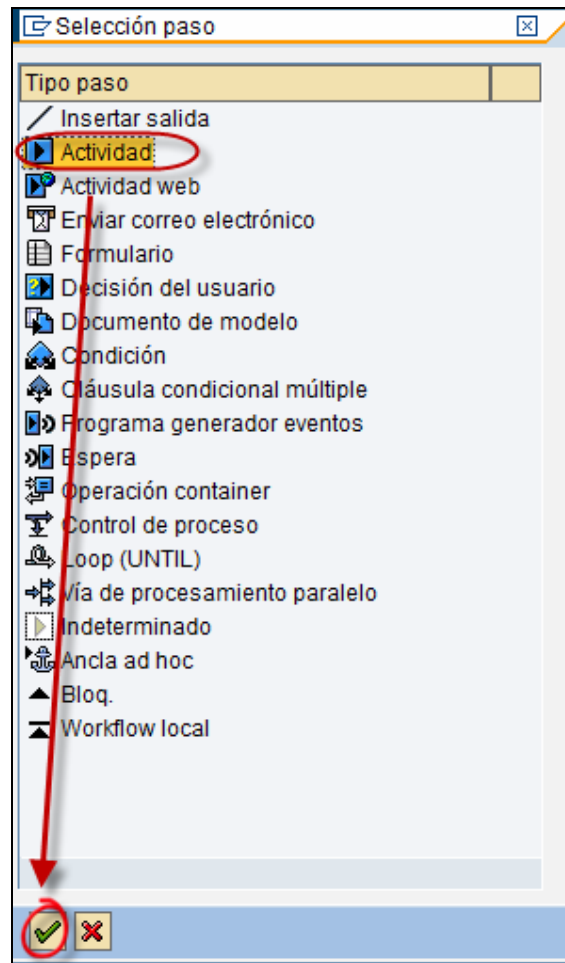 Selección paso
Tipo paso
Insertar salida
Actividad
Actividad web
Enviar correo electrónico
Formulario
Decisión del usuario
Documento de modelo
Condición
Cláusula condicional múltiple
Programa generador eventos
Espera
Operación container
Control de proceso
Loop (UNTIL)
Vía de procesamiento paralelo
Indeterminado
Ancla ad hoc
Bloq.
Workflow local